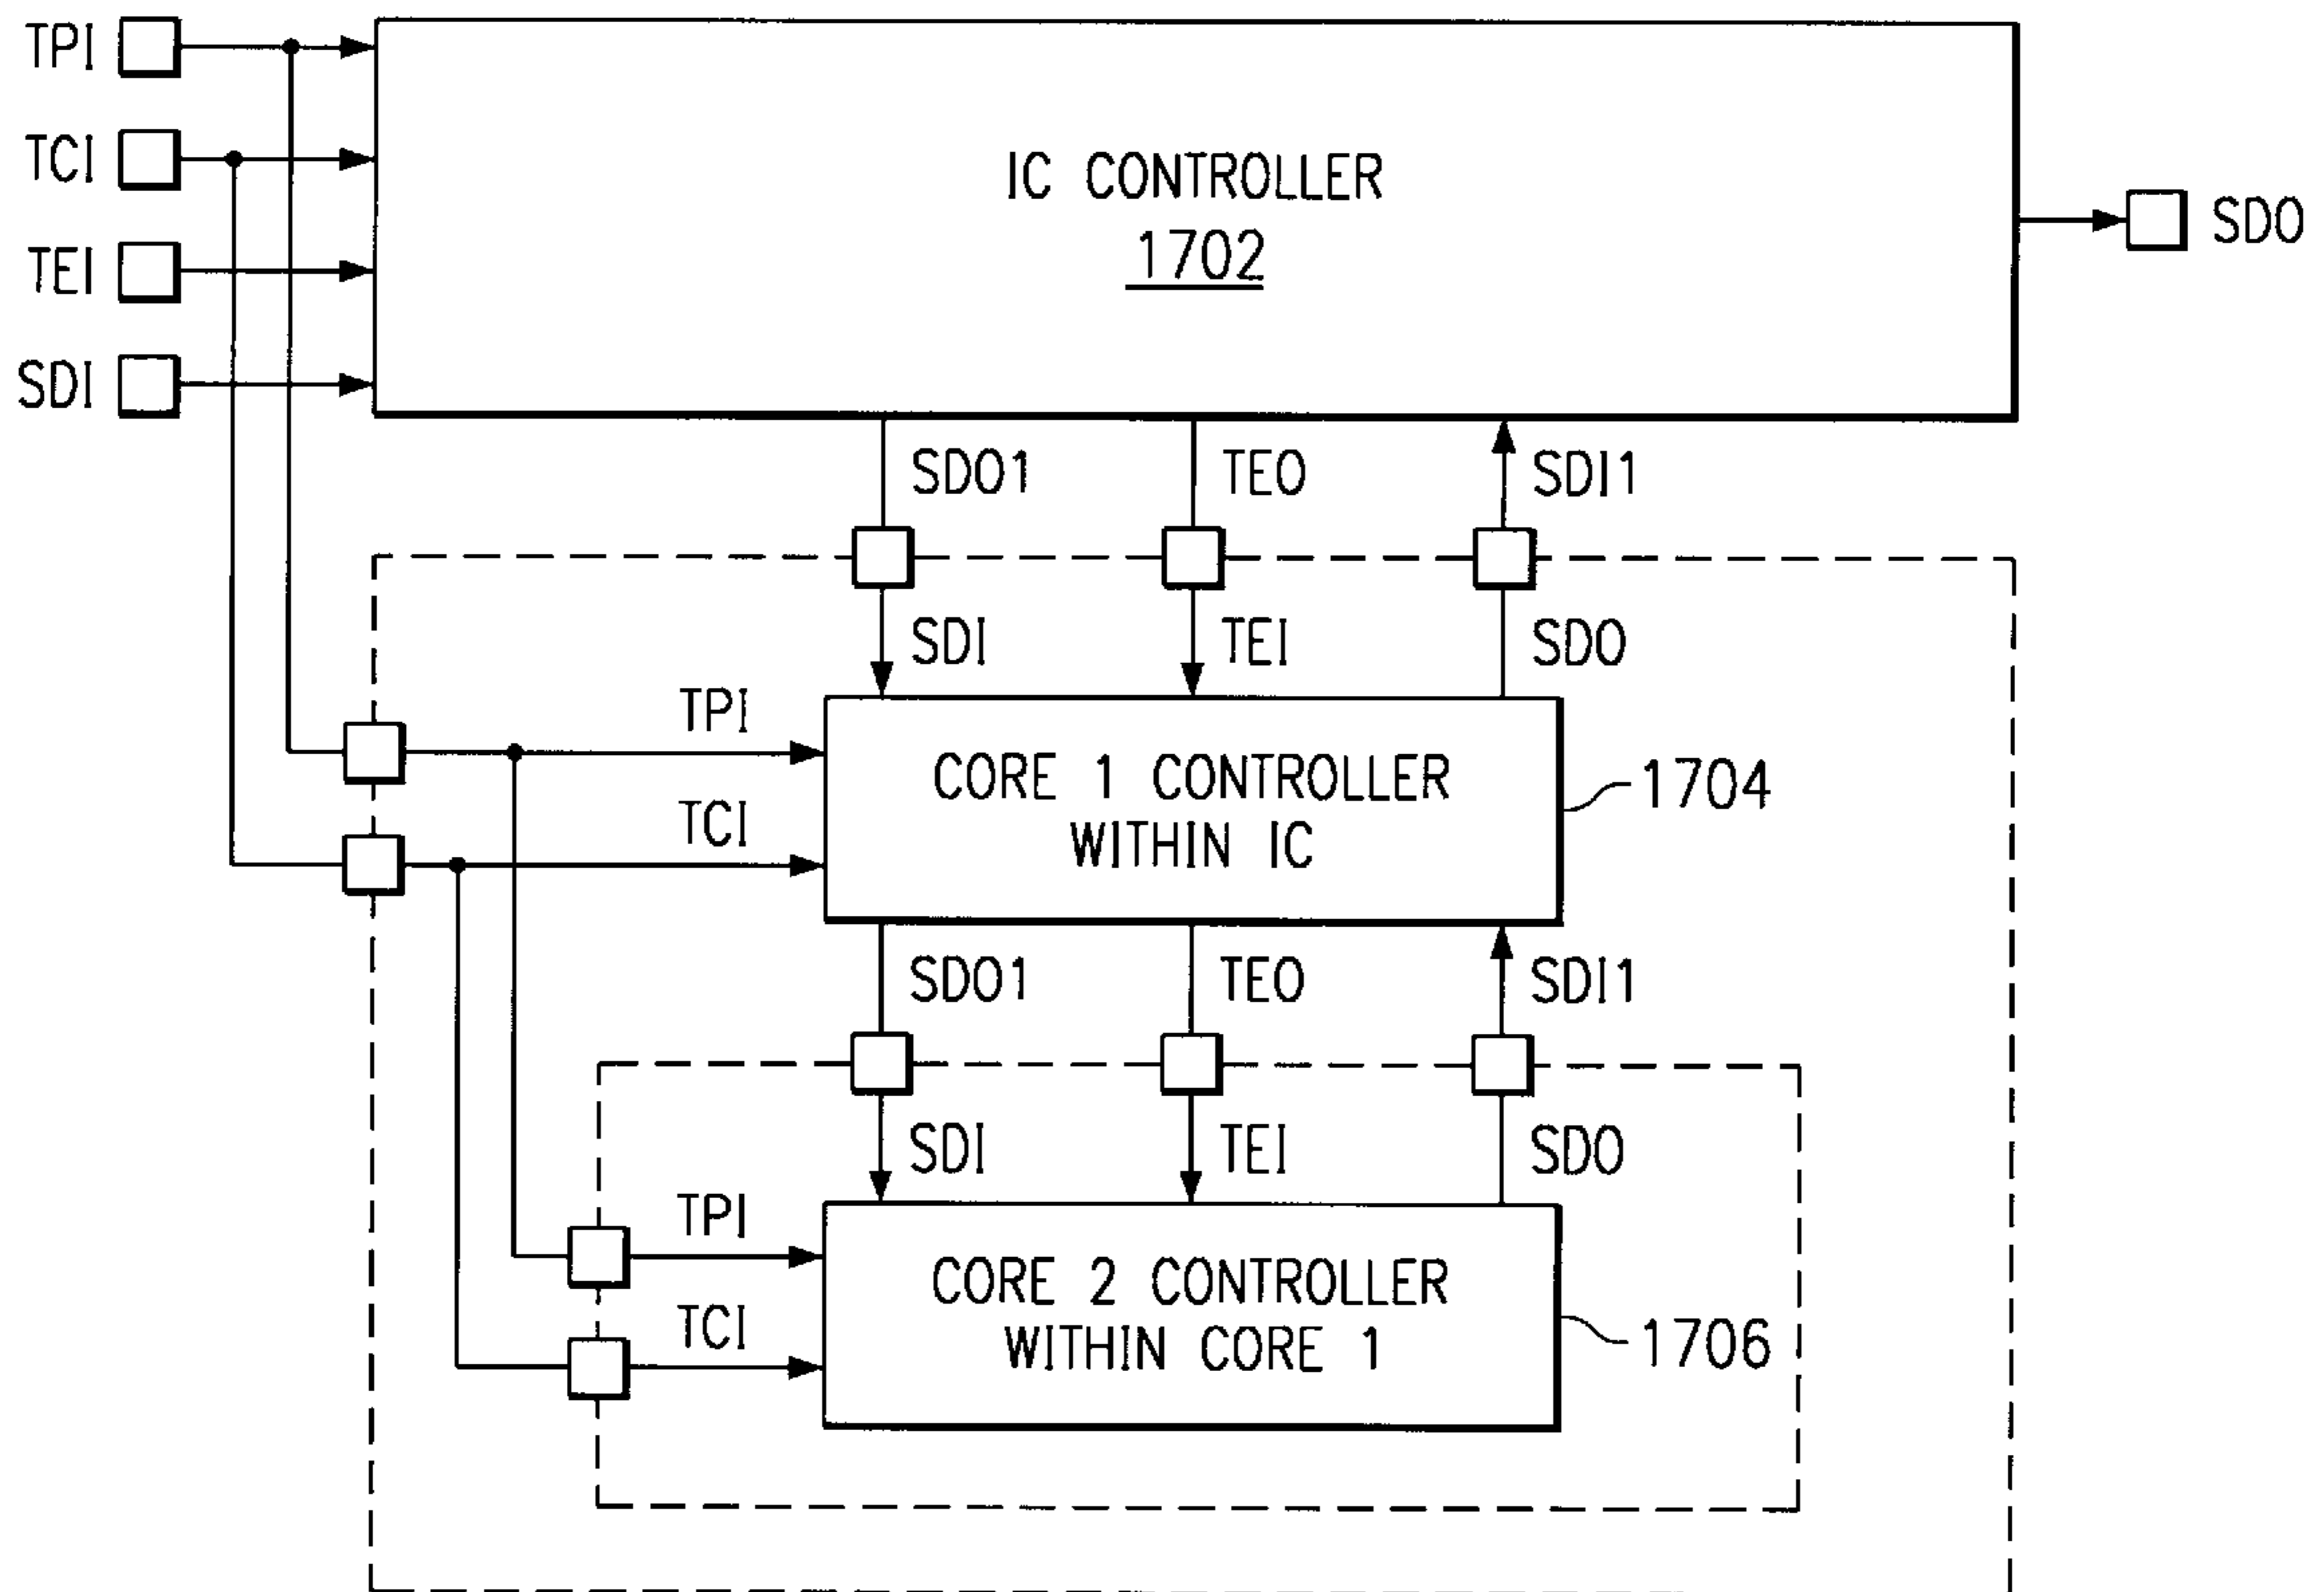 TPI
TCI
TEI
SDI
IC CONTROLLER
1702
SDO
SDO1
TEO
SDI1
SDI
TEI
SDO
TPI
TCI
CORE 1 CONTROLLER
WITHIN IC
1704
SDO1
TEO
SDI1
SDI
TEI
SDO
TPI
TCI
CORE 2 CONTROLLER
WITHIN CORE 1
1706